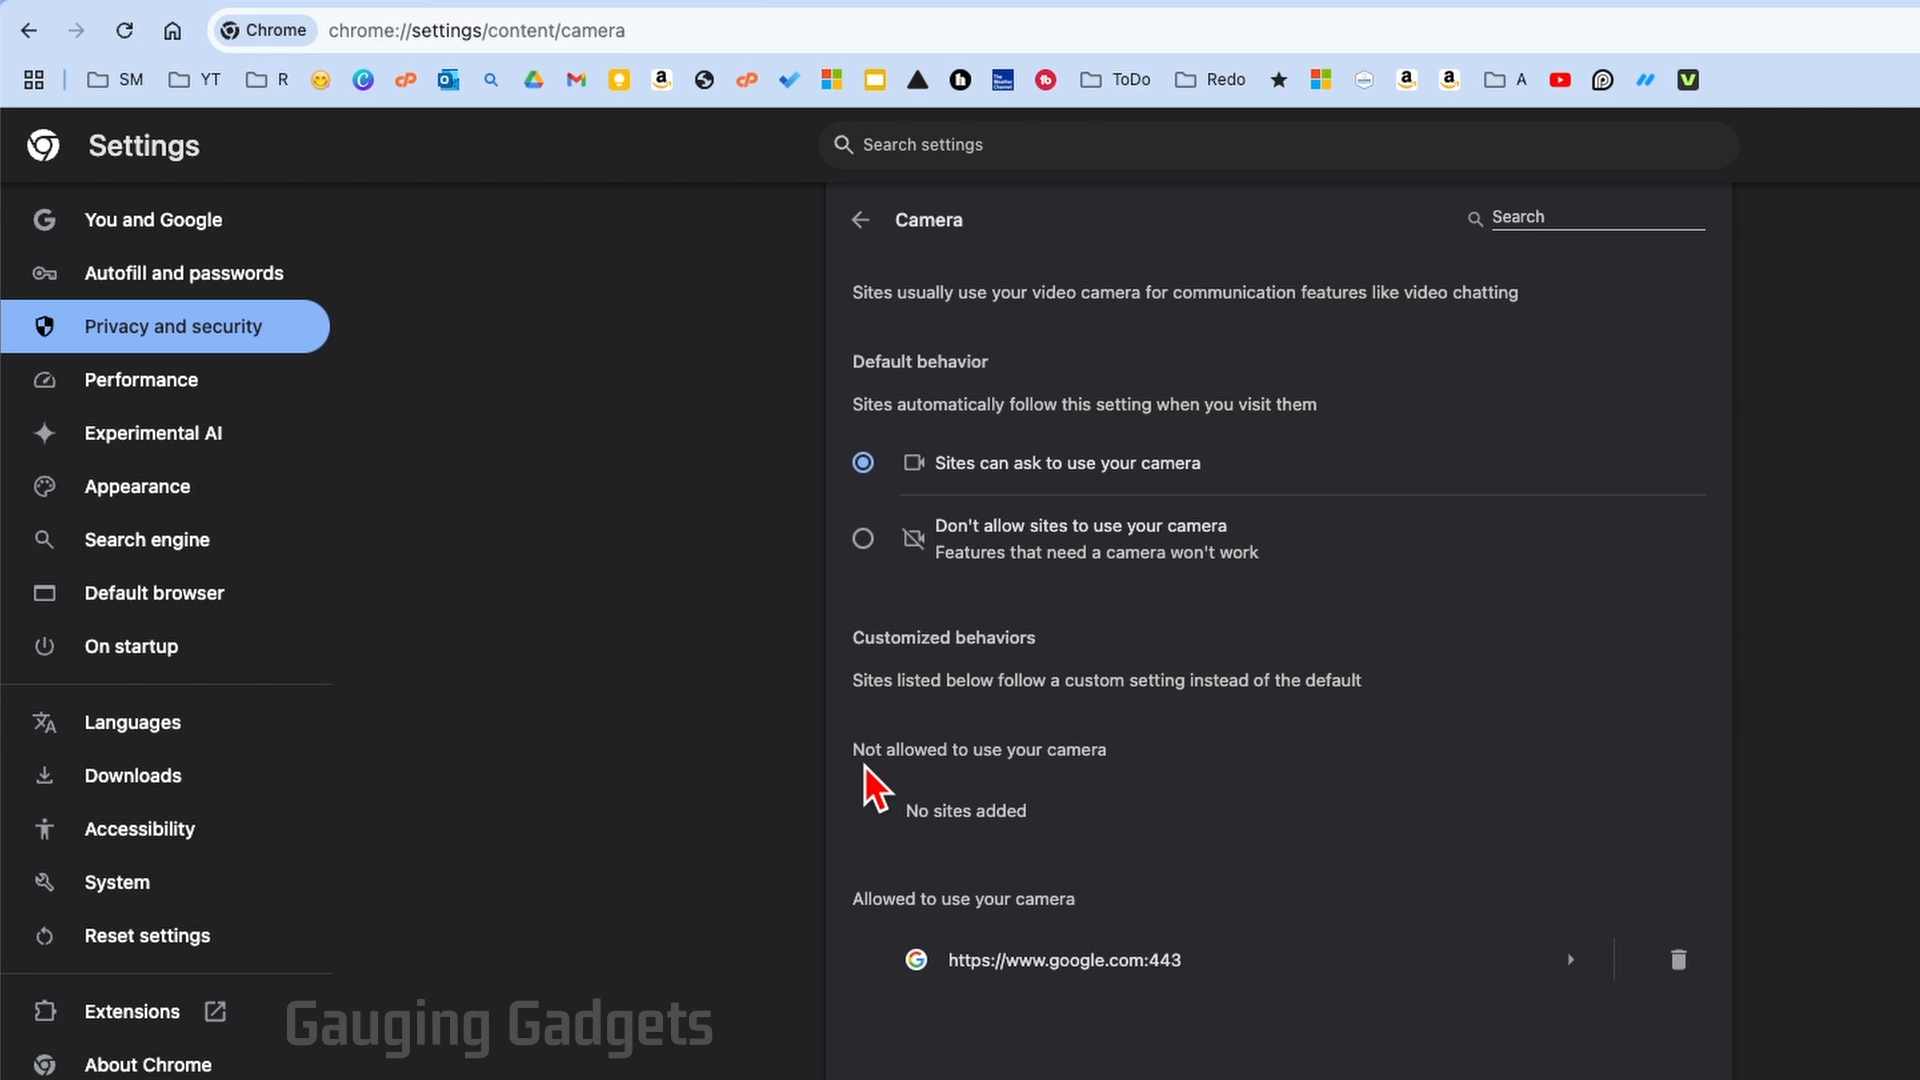 Chrome chrome://settings/content/camera
SM YT R ToDo Redo A
Settings
Search settings
You and Google
Autofill and passwords
Privacy and security
Performance
Experimental AI
Appearance
Search engine
Default browser
On startup
Languages
Downloads
Accessibility
System
Reset settings
Extensions
About Chrome
Camera
Search
Sites usually use your video camera for communication features like video chatting
Default behavior
Sites automatically follow this setting when you visit them
Sites can ask to use your camera
Don't allow sites to use your camera
Features that need a camera won't work
Customized behaviors
Sites listed below follow a custom setting instead of the default
Not allowed to use your camera
No sites added
Allowed to use your camera
https://www.google.com:443
Gauging Gadgets